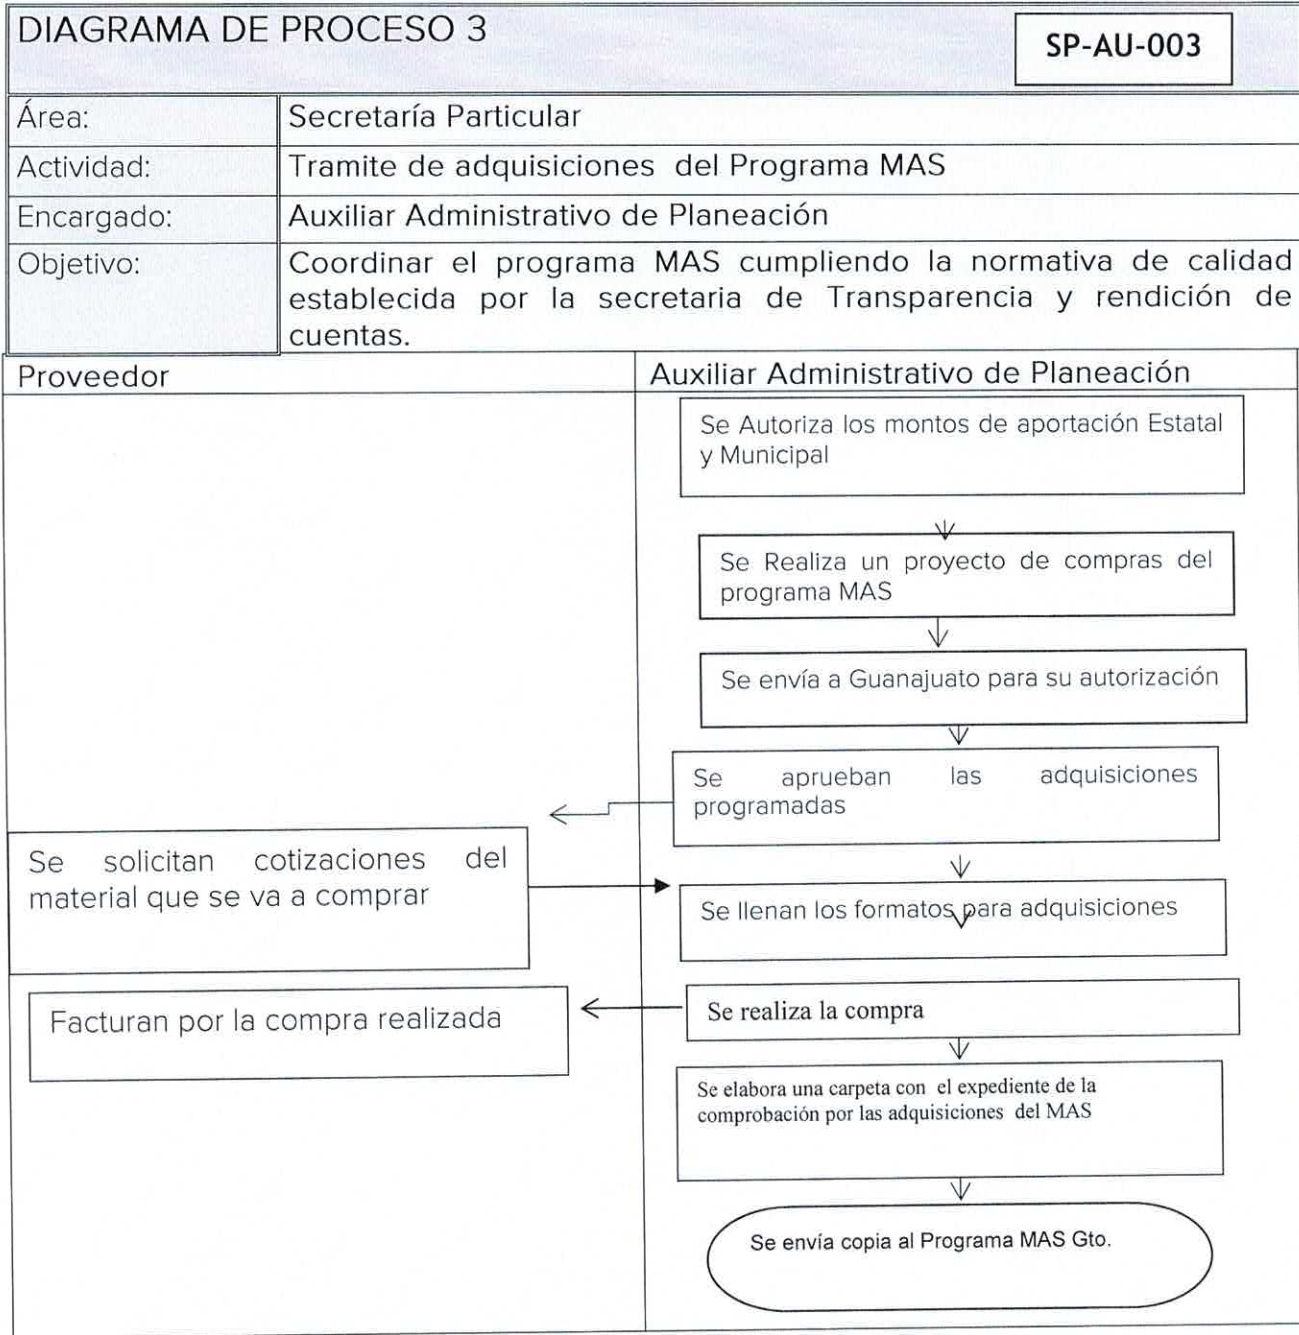 DIAGRAMA DE PROCESO 3
SP-AU-003
Área:
Secretaría Particular
Actividad:
Tramite de adquisiciones del Programa MAS
Encargado:
Auxiliar Administrativo de Planeación
Objetivo:
Coordinar el programa MAS cumpliendo la normativa de calidad
establecida por la secretaria de Transparencia y rendición de
cuentas.
Proveedor
Auxiliar Administrativo de Planeación
Se Autoriza los montos de aportación Estatal
y Municipal
Se Realiza un proyecto de compras del
programa MAS
Se envía a Guanajuato para su autorización
Se aprueban las adquisiciones
programadas
Se solicitan cotizaciones del
material que se va a comprar
Se llenan los formatos para adquisiciones
Se realiza la compra
Facturan por la compra realizada
Se elabora una carpeta con el expediente de la
comprobación por las adquisiciones del MAS
Se envía copia al Programa MAS Gto.